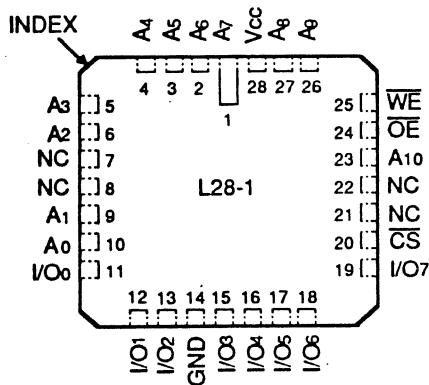 INDEX
A4 A5 A6 A7 VCC A8 A9
4 3 2 28 27 26
1
A3 5
A2 6
NC 7
NC 8
A1 9
A0 10
I/O0 11
L28-1
25 WE
24 OE
23 A10
22 NC
21 NC
20 CS
19 I/O7
12 13 14 15 16 17 18
I/O1 I/O2 GND I/O3 I/O4 I/O5 I/O6